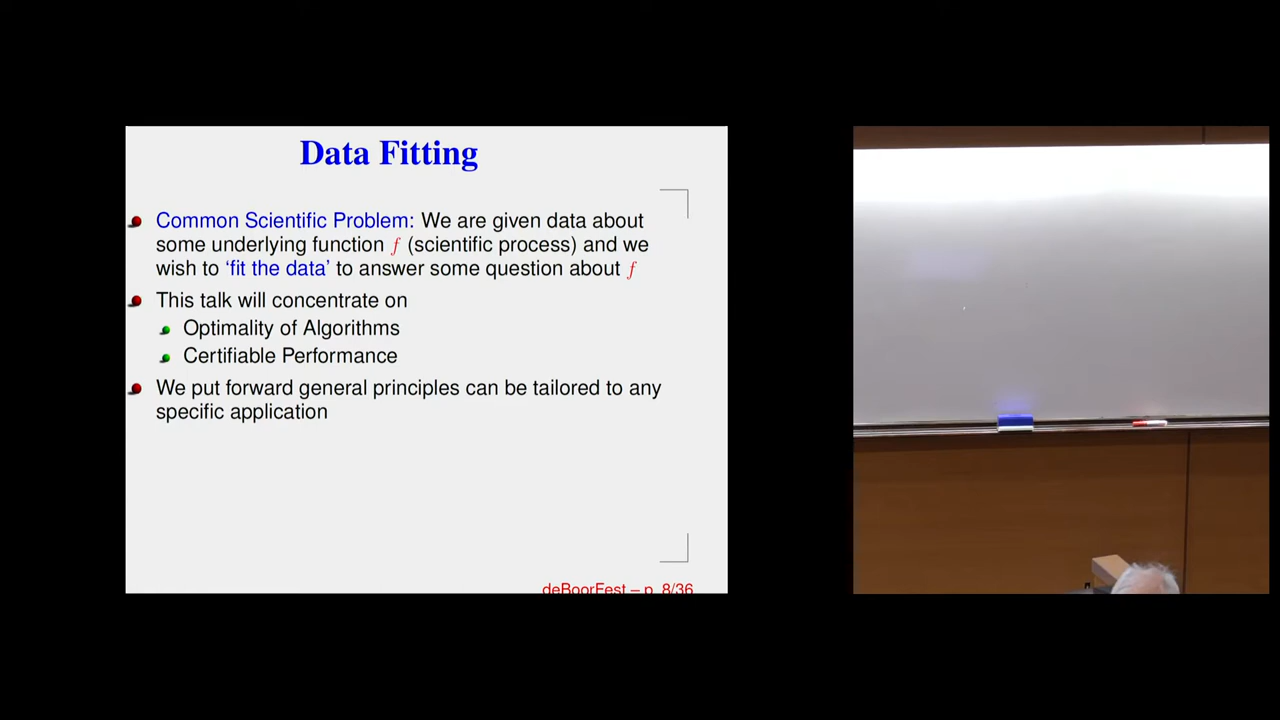 Data Fitting
Common Scientific Problem: We are given data about
some underlying function f (scientific process) and we
wish to ‘fit the data’ to answer some question about f
This talk will concentrate on
Optimality of Algorithms
Certifiable Performance
We put forward general principles can be tailored to any
specific application
deBoorFest – p. 8/36